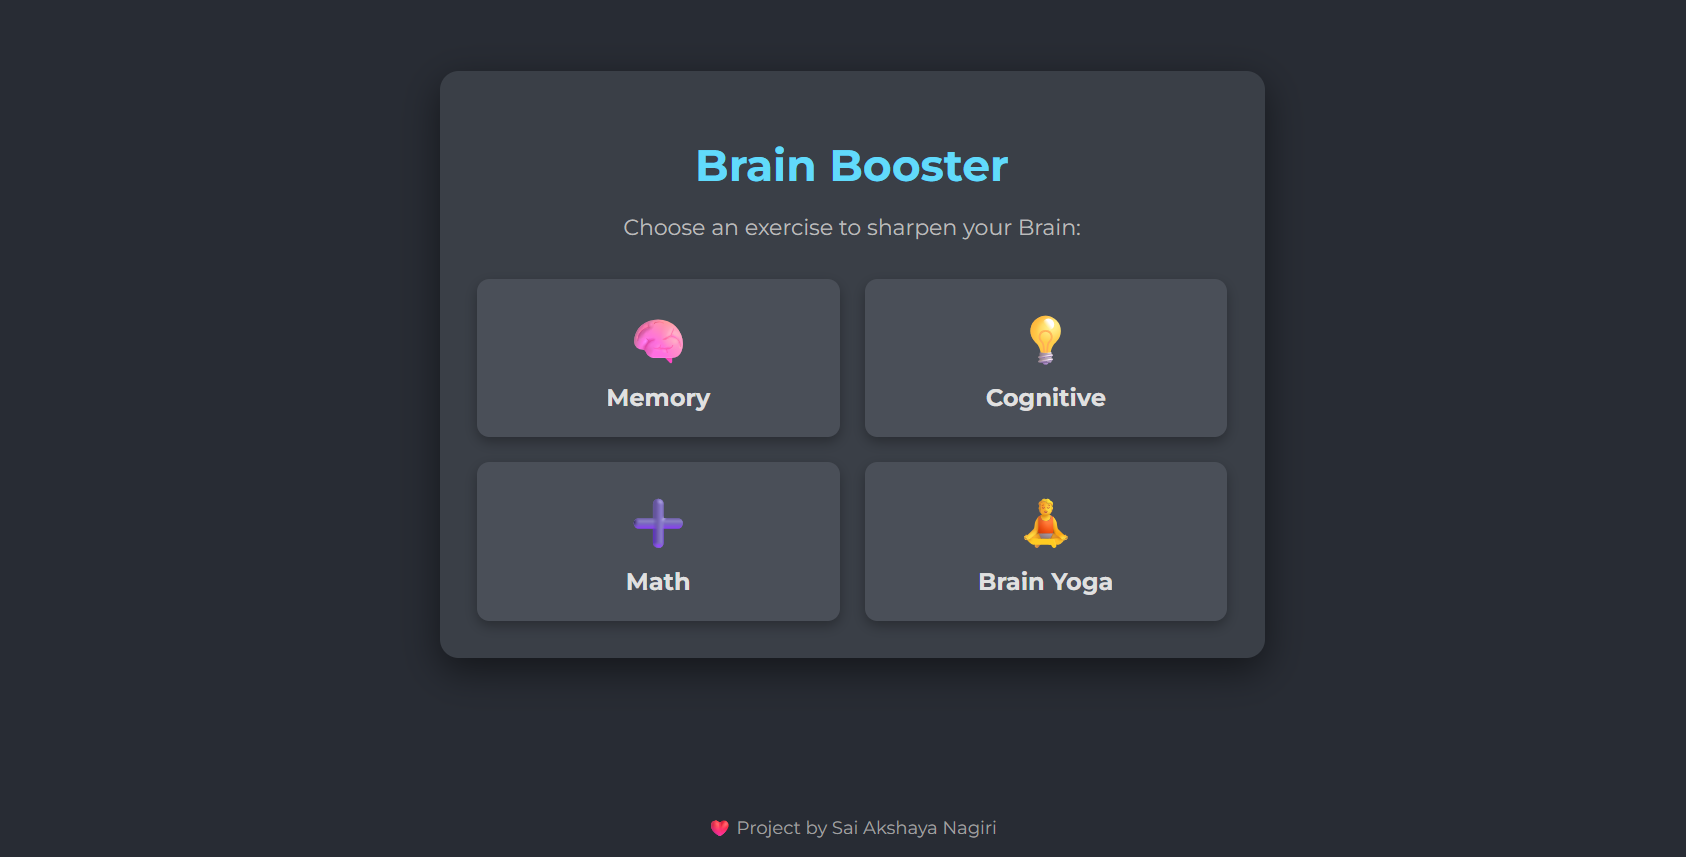 Brain Booster
Choose an exercise to sharpen your Brain:
Memory
Cognitive
Math
Brain Yoga
Project by Sai Akshaya Nagiri